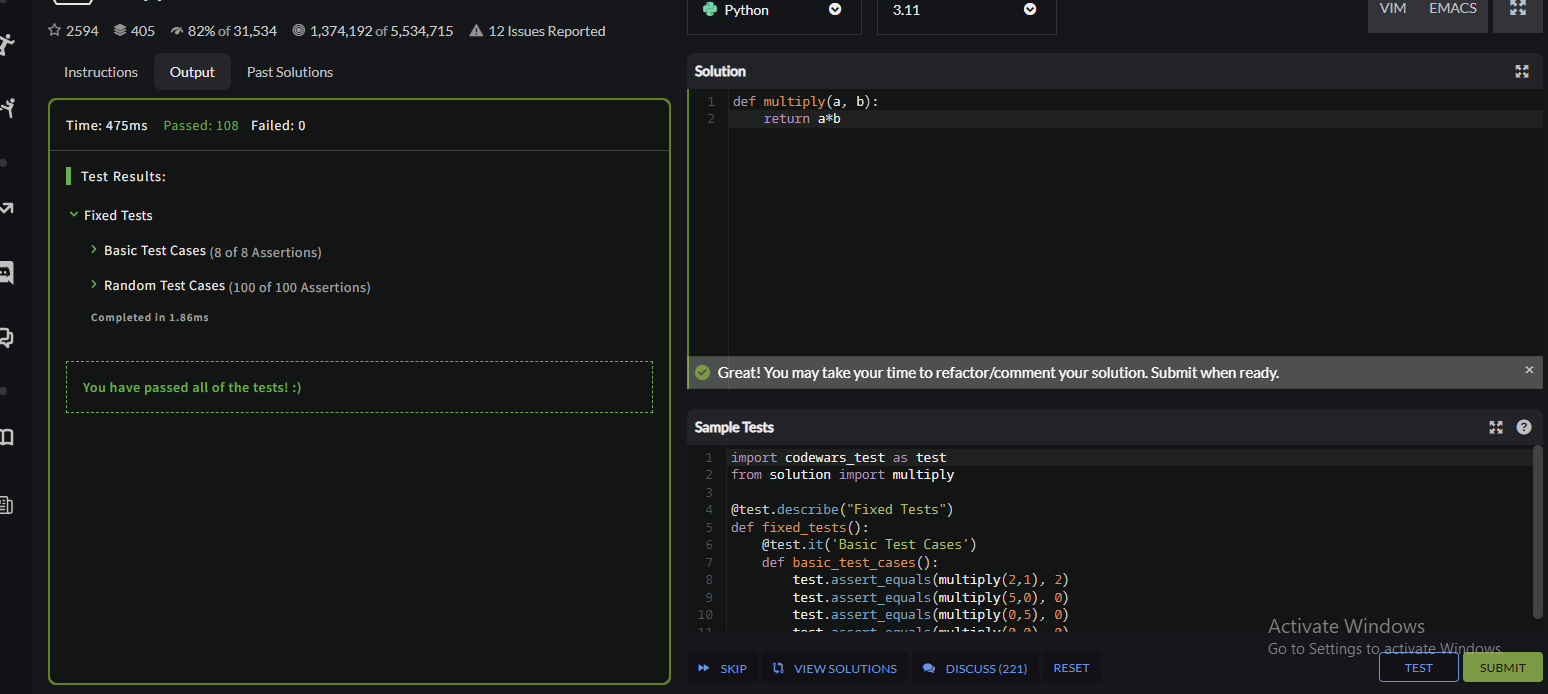 Python
3.11
VIM EMACS
2594 405 82% of 31,534 1,374,192 of 5,534,715 12 Issues Reported
Instructions Output Past Solutions
Time: 475ms Passed: 108 Failed: 0
Test Results:
Fixed Tests
Basic Test Cases (8 of 8 Assertions)
Random Test Cases (100 of 100 Assertions)
Completed in 1.86ms
You have passed all of the tests! :)
Solution
1 def multiply(a, b):
2 return a*b
Great! You may take your time to refactor/comment your solution. Submit when ready.
Sample Tests
1 import codewars_test as test
2 from solution import multiply
3
4 @test.describe("Fixed Tests")
5 def fixed_tests():
6 @test.it('Basic Test Cases')
7 def basic_test_cases():
8 test.assert_equals(multiply(2,1), 2)
9 test.assert_equals(multiply(5,0), 0)
10 test.assert_equals(multiply(0,5), 0)
11 test.assert_equals(multiply(0,0), 0)
Activate Windows
Go to Settings to activate Windows.
SKIP VIEW SOLUTIONS DISCUSS (221) RESET TEST SUBMIT